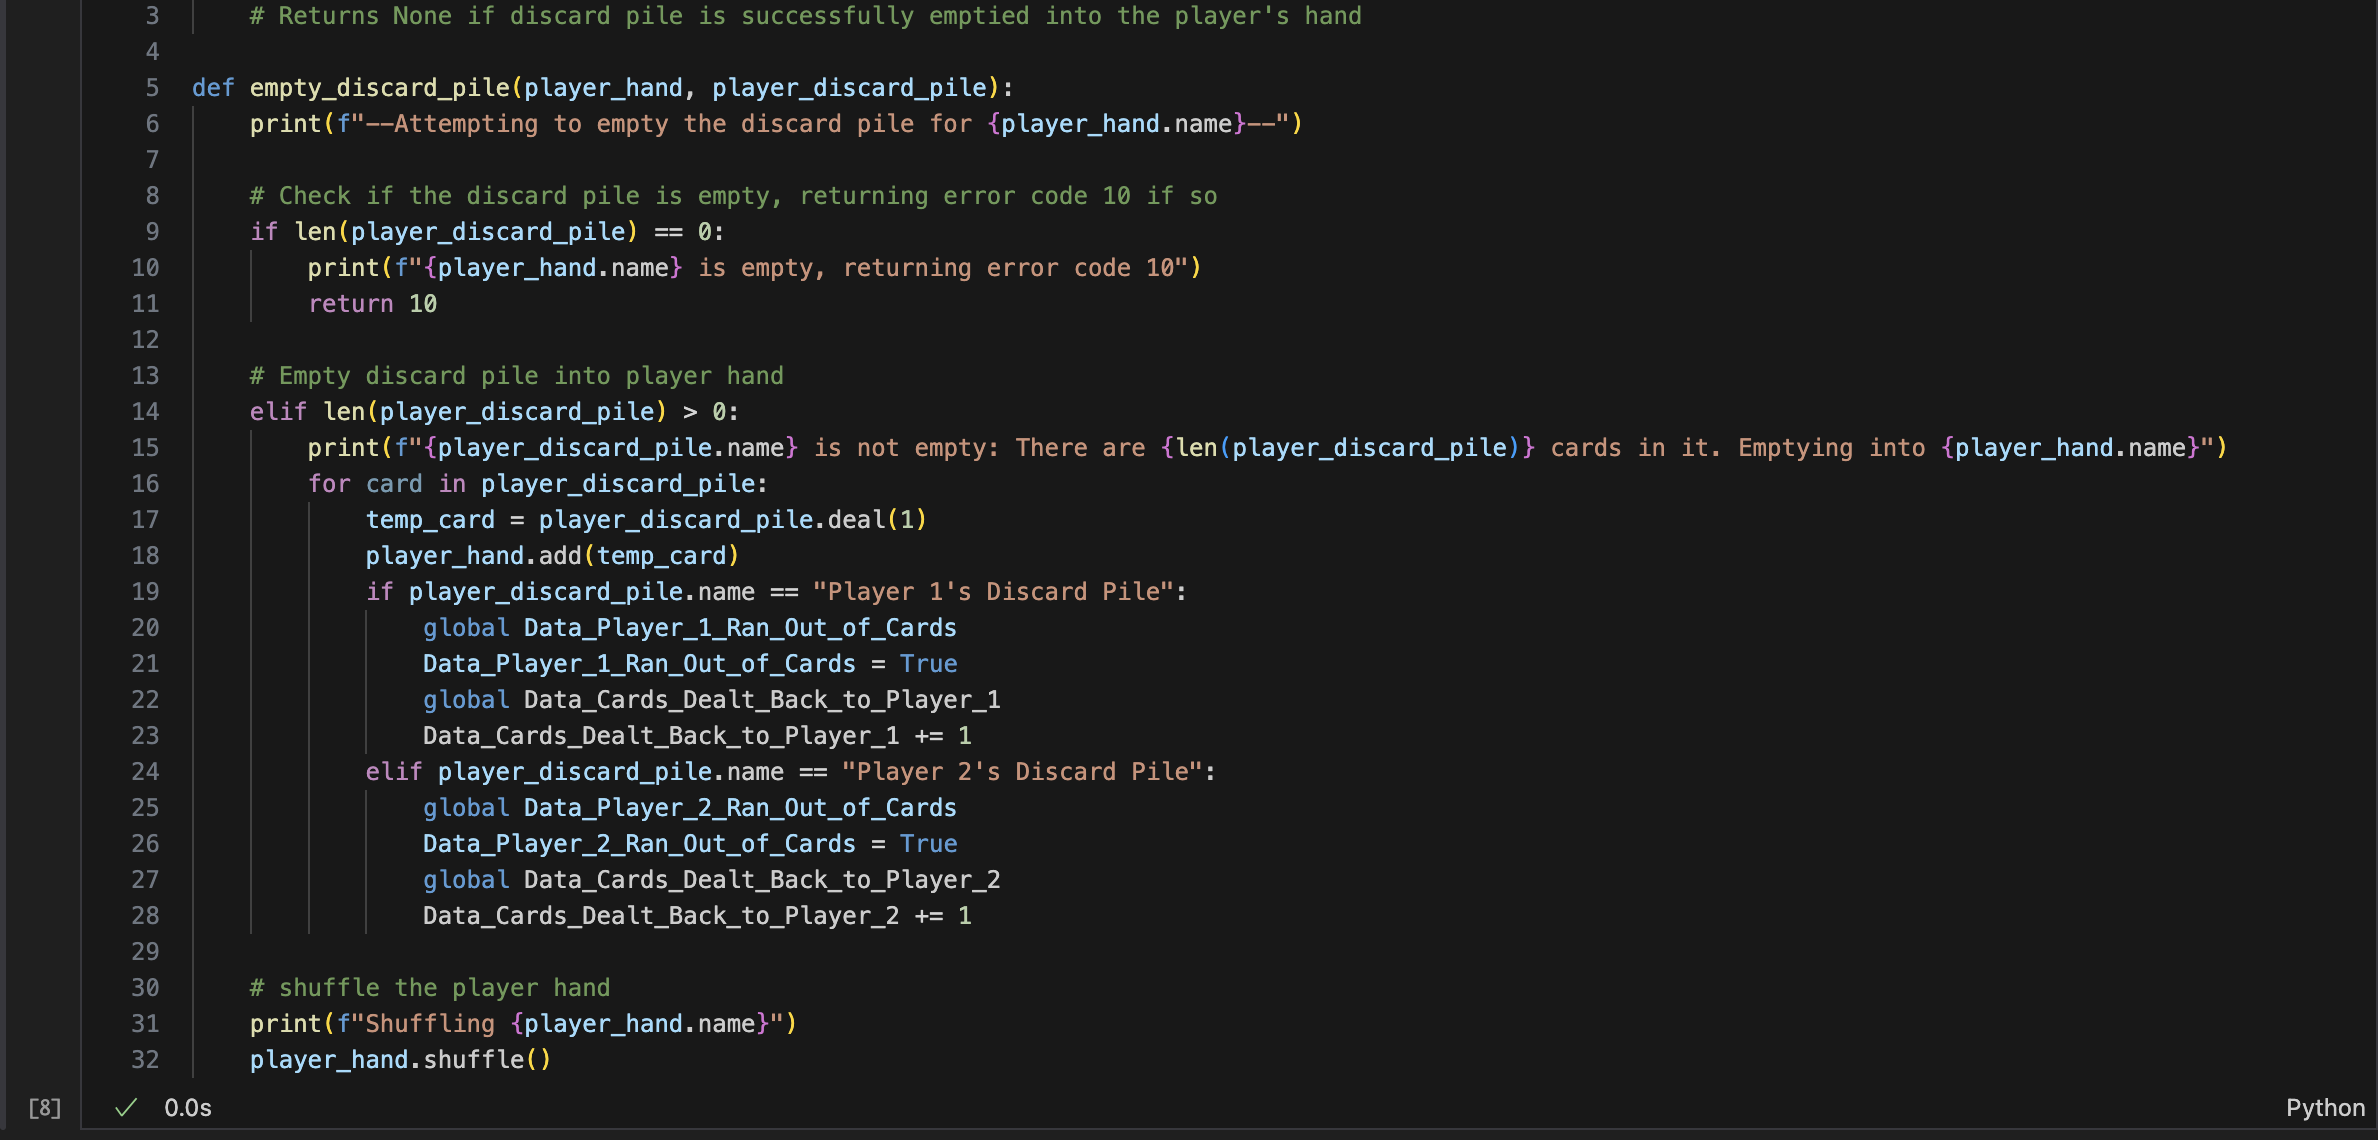 3 # Returns None if discard pile is successfully emptied into the player's hand
4
5 def empty_discard_pile(player_hand, player_discard_pile):
6     print(f"--Attempting to empty the discard pile for {player_hand.name}--")
7
8     # Check if the discard pile is empty, returning error code 10 if so
9     if len(player_discard_pile) == 0:
10         print(f"{player_hand.name} is empty, returning error code 10")
11         return 10
12
13     # Empty discard pile into player hand
14     elif len(player_discard_pile) > 0:
15         print(f"{player_discard_pile.name} is not empty: There are {len(player_discard_pile)} cards in it. Emptying into {player_hand.name}")
16         for card in player_discard_pile:
17             temp_card = player_discard_pile.deal(1)
18             player_hand.add(temp_card)
19             if player_discard_pile.name == "Player 1's Discard Pile":
20                 global Data_Player_1_Ran_Out_of_Cards
21                 Data_Player_1_Ran_Out_of_Cards = True
22                 global Data_Cards_Dealt_Back_to_Player_1
23                 Data_Cards_Dealt_Back_to_Player_1 += 1
24             elif player_discard_pile.name == "Player 2's Discard Pile":
25                 global Data_Player_2_Ran_Out_of_Cards
26                 Data_Player_2_Ran_Out_of_Cards = True
27                 global Data_Cards_Dealt_Back_to_Player_2
28                 Data_Cards_Dealt_Back_to_Player_2 += 1
29
30     # shuffle the player hand
31     print(f"Shuffling {player_hand.name}")
32     player_hand.shuffle()
[8] ✓ 0.0s Python